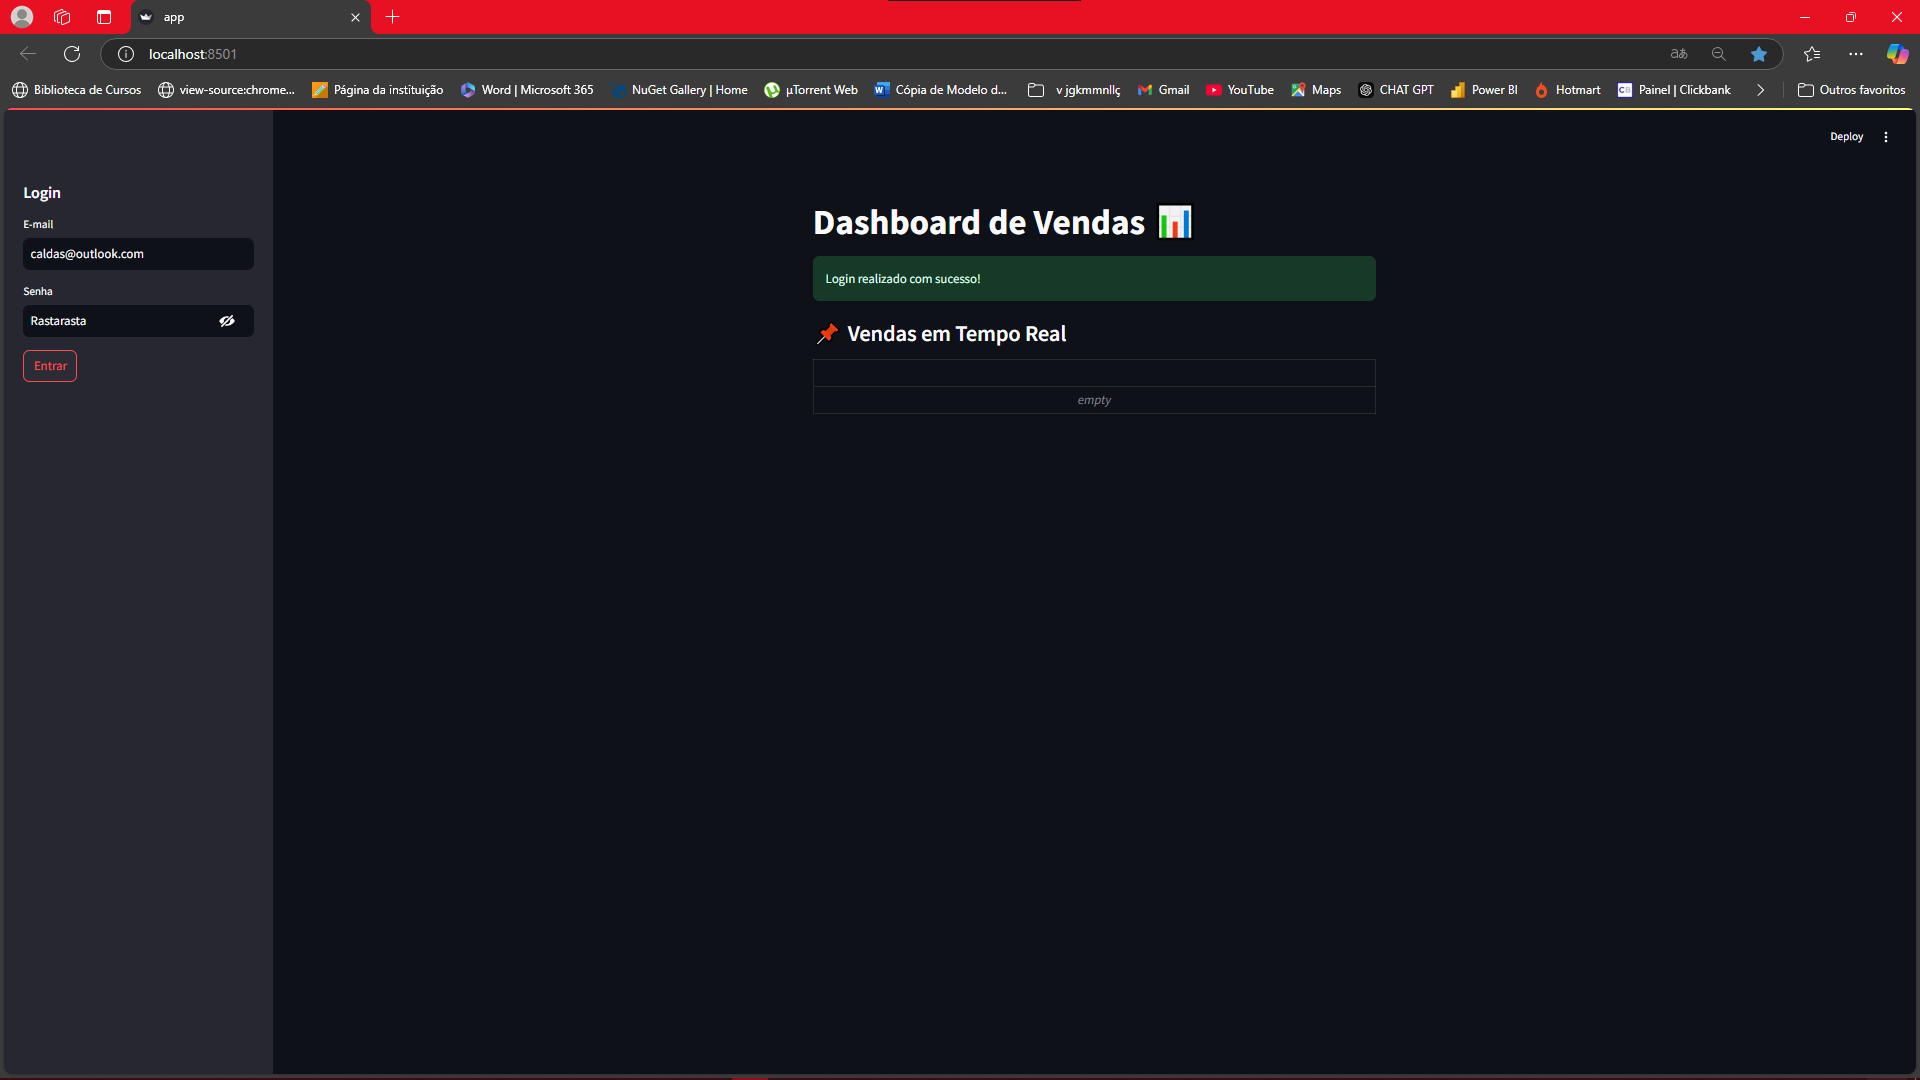 app
localhost:8501
Biblioteca de Cursos
view-source:chrome...
Página da instituição
Word | Microsoft 365
NuGet Gallery | Home
µTorrent Web
Cópia de Modelo d...
v jgkmmnllç
Gmail
YouTube
Maps
CHAT GPT
Power BI
Hotmart
Painel | Clickbank
Outros favoritos
Deploy
Login
E-mail
caldas@outlook.com
Senha
Rastarasta
Entrar
Dashboard de Vendas
Login realizado com sucesso!
Vendas em Tempo Real
empty